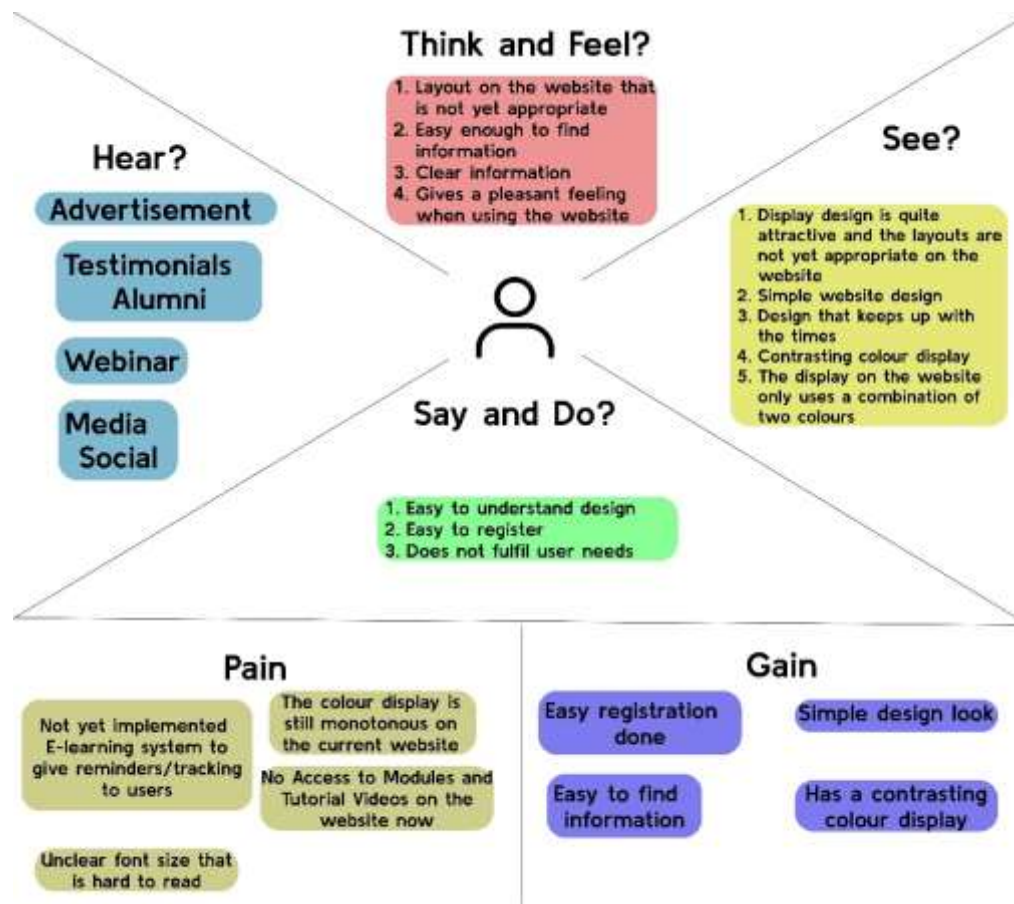 Think and Feel?
1. Layout on the website that
is not yet appropriate
2. Easy enough to find
information
3. Clear information
4. Gives a pleasant feeling
when using the website
Hear?
Advertisement
Testimonials
Alumni
Webinar
Media
Social
See?
1. Display design is quite
attractive and the layouts are
not yet appropriate on the
website
2. Simple website design
3. Design that keeps up with
the times
4. Contrasting colour display
5. The display on the website
only uses a combination of
two colours
Say and Do?
1. Easy to understand design
2. Easy to register
3. Does not fulfil user needs
Pain
Not yet implemented
E-learning system to
give reminders/tracking
to users
The colour display is
still monotonous on
the current website
No Access to Modules and
Tutorial Videos on the
website now
Unclear font size that
is hard to read
Gain
Easy registration
done
Simple design look
Easy to find
information
Has a contrasting
colour display